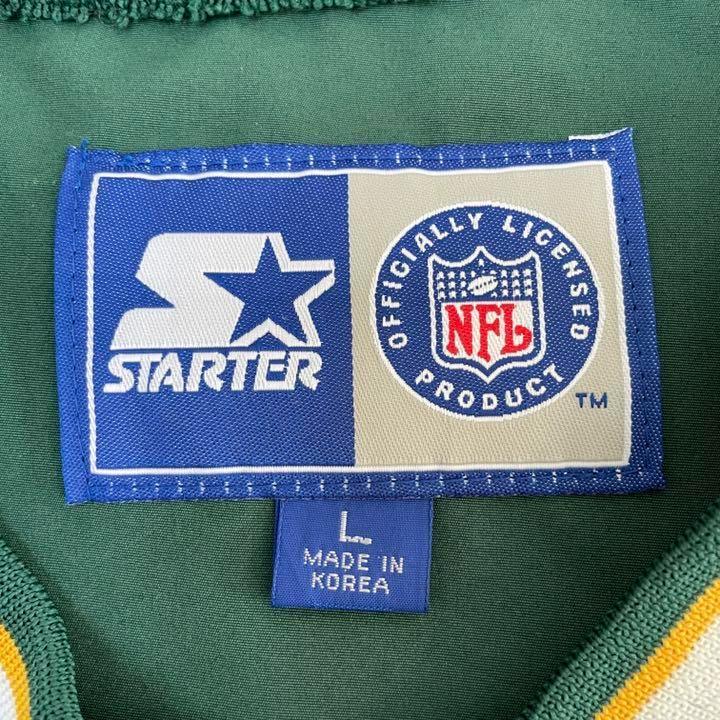 STARTER
OFFICIALLY LICENSED
NFL
PRODUCT
TM
L
MADE IN
KOREA